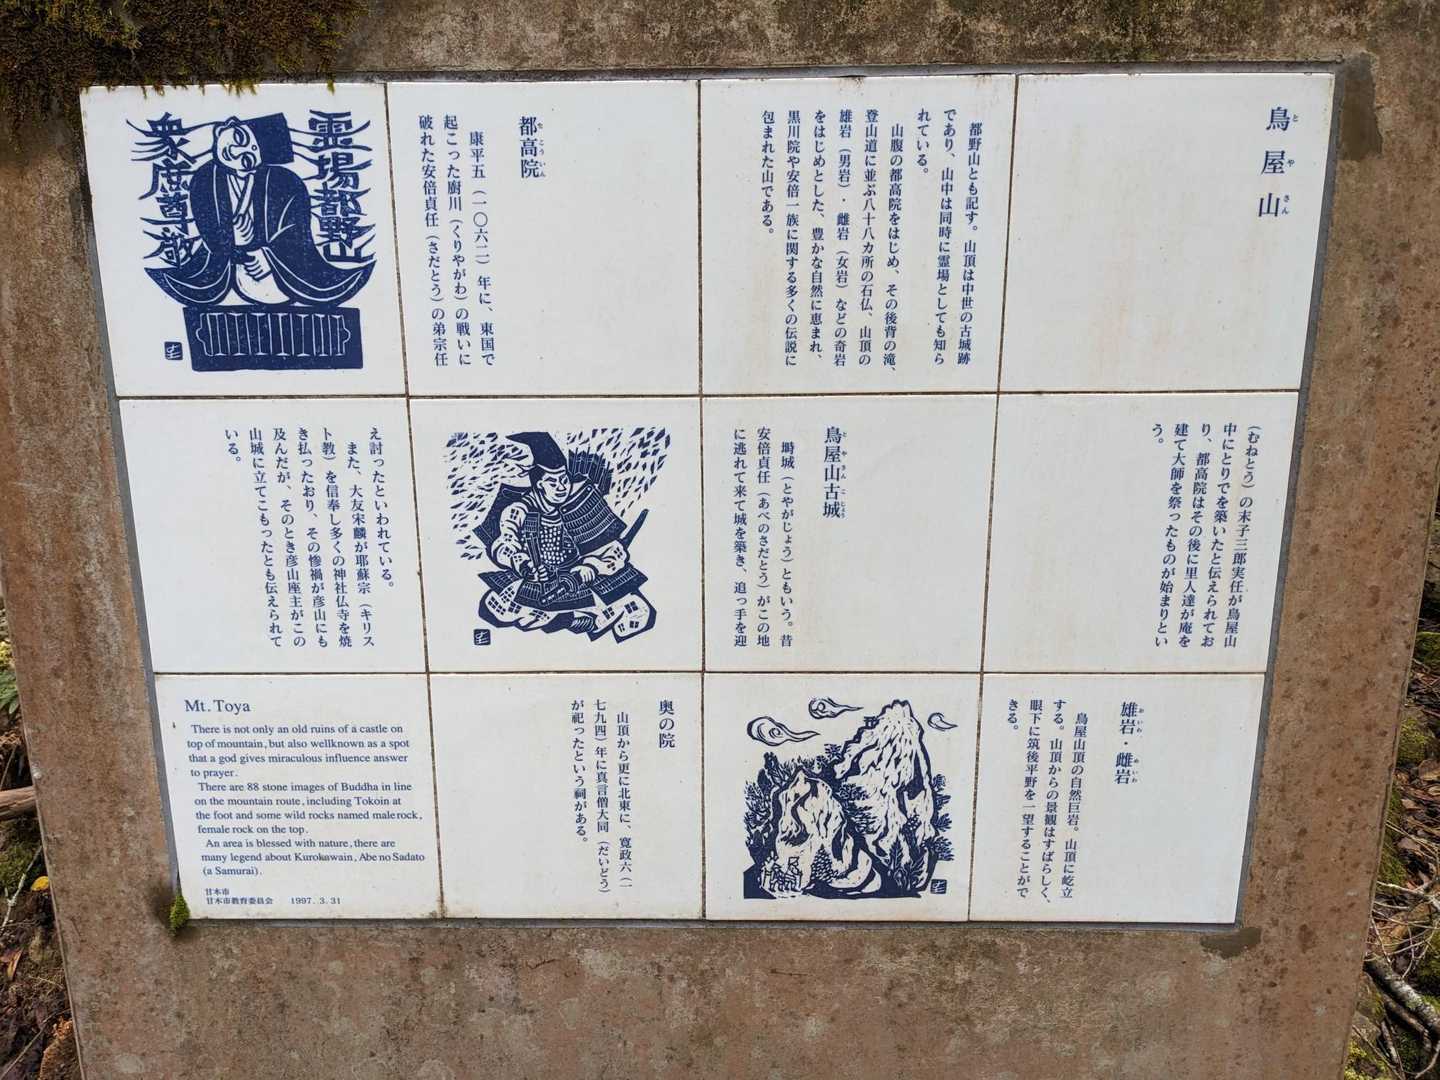 鳥屋山
とやさん
都野山とも記す。山頂は中世の古城跡
であり、山中は同時に霊場としても知ら
れている。
山腹の都高院をはじめ、その後背の滝、
登山道に並ぶ八十八カ所の石仏、山頂の
雄岩（男岩）・雌岩（女岩）などの奇岩
をはじめとした、豊かな自然に恵まれ、
黒川院や安倍一族に関する多くの伝説に
包まれた山である。
都高院
とこういん
康平五（一〇六二）年に、東国で
起こった厨川（くりやがわ）の戦いに
破れた安倍貞任（さだとう）の弟宗任
霊場都野山
衆庶尊敬
（むねとう）の末子三郎実任が鳥屋山
中にとりでを築いたと伝えられてお
り、都高院はその後に里人達が庵を
建て大師を祭ったものが始まりとい
う。
鳥屋山古城
とやさんこじょう
塒城（とやがじょう）ともいう。昔
安倍貞任（あべのさだとう）がこの地
に逃れて来て城を築き、追っ手を迎
え討ったといわれている。
また、大友宋麟が耶蘇宗（キリス
ト教）を信奉し多くの神社仏寺を焼
き払ったおり、その惨禍が彦山にも
及んだが、そのとき彦山座主がこの
山城に立てこもったとも伝えられて
いる。
雄岩・雌岩
おいわ めいわ
鳥屋山頂の自然巨岩。山頂に屹立
する。山頂からの景観はすばらしく、
眼下に筑後平野を一望することがで
きる。
奥の院
山頂から更に北東に、寛政六（一
七九四）年に真言僧大同（だいどう）
が祀ったという祠がある。
Mt. Toya
There is not only an old ruins of a castle on
top of mountain, but also wellknown as a spot
that a god gives miraculous influence answer
to prayer.
There are 88 stone images of Buddha in line
on the mountain route, including Tokoin at
the foot and some wild rocks named male rock,
female rock on the top.
An area is blessed with nature, there are
many legend about Kurokawain, Abe no Sadato
(a Samurai).
甘木市
甘木市教育委員会 1997. 3. 31